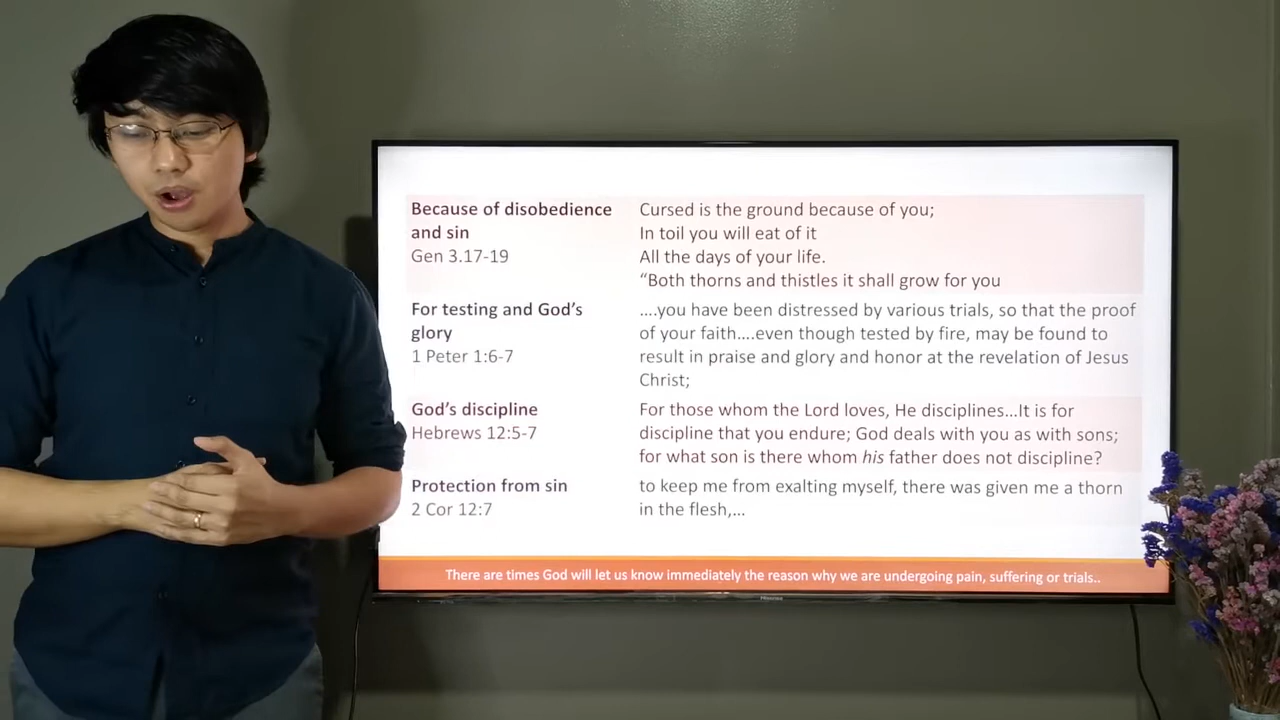 Because of disobedience
and sin
Gen 3.17-19
Cursed is the ground because of you;
In toil you will eat of it
All the days of your life.
“Both thorns and thistles it shall grow for you
For testing and God’s
glory
1 Peter 1:6-7
....you have been distressed by various trials, so that the proof
of your faith....even though tested by fire, may be found to
result in praise and glory and honor at the revelation of Jesus
Christ;
God’s discipline
Hebrews 12:5-7
For those whom the Lord loves, He disciplines...It is for
discipline that you endure; God deals with you as with sons;
for what son is there whom his father does not discipline?
Protection from sin
2 Cor 12:7
to keep me from exalting myself, there was given me a thorn
in the flesh,...
There are times God will let us know immediately the reason why we are undergoing pain, suffering or trials..
Hisense